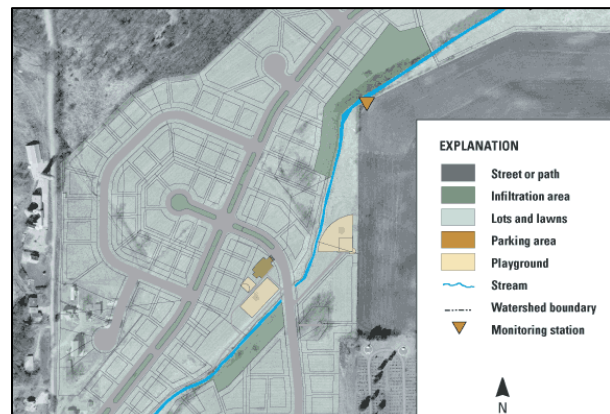 EXPLANATION
Street or path
Infiltration area
Lots and lawns
Parking area
Playground
Stream
Watershed boundary
Monitoring station
N